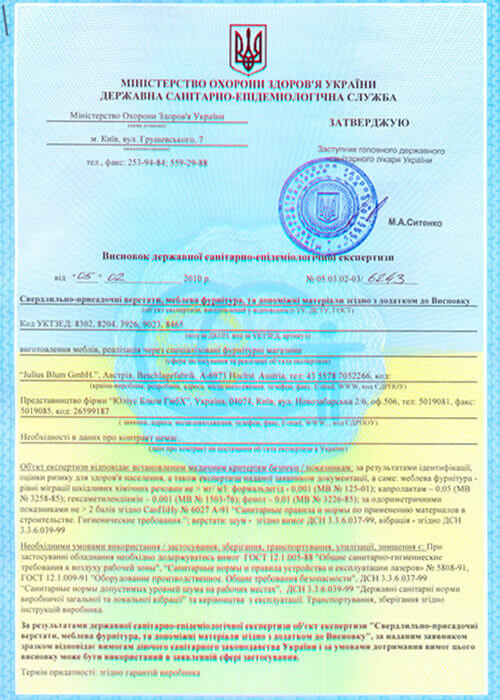 МІНІСТЕРСТВО ОХОРОНИ ЗДОРОВ'Я УКРАЇНИ
ДЕРЖАВНА САНІТАРНО-ЕПІДЕМІОЛОГІЧНА СЛУЖБА
Міністерство Охорони Здоров'я України
(назва установи)
ЗАТВЕРДЖУЮ
м. Київ, вул. Грушевського, 7
(місцезнаходження)
Заступник головного державного
санітарного лікаря України
тел., факс: 253-94-84; 559-29-88
М.А.Ситенко
Висновок державної санітарно-епідеміологічної експертизи
від "05" 02 2010 р. № 05.03.02-03/ 6243
Свердлильно-присадочні верстати, меблева фурнітура, та допоміжні матеріали згідно з додатком до Висновку
(об'єкт експертизи, виготовлений у відповідності ТУ, ДСТУ, ГОСТ)
Код УКТЗЕД: 8302, 8204, 3926, 9023, 8465
(код за ДКПП, код УКТЗЕД, артикул)
виготовлення меблів, реалізація через спеціалізовані фурнітурні магазини
(сфера застосування та реалізації об'єкта експертизи)
"Julius Blum GmbH.", Австрія, Beschlagefabrik. A-6973 Hochst. Austria, тел: 43 5578 7052266, код:
(країна-виробник, розробник, адреса, місцезнаходження, телефон, факс, E-mail, WWW, код ЄДРПОУ)
Представництво фірми "Юліус Блюм ГмбХ", Україна, 04074, Київ, вул. Новозабарська 2/6, оф.506, тел: 5019081, факс:
5019085, код: 26599187
( заявник, адреса, місцезнаходження, телефон, факс, E-mail, WWW, код ЄДРПОУ)
Необхідності в даних про контракт немає.
(дані про контракт на постачання об'єкта в Україну)
Об'єкт експертизи відповідає встановленим медичним критеріям безпеки / показникам: за результатами ідентифікації,
оцінки ризику для здоров'я населення, а також експертизи наданої заявником документації, а саме: меблева фурнітура -
рівні міграції шкідливих хімічних речовин не > мг/ м3: формальдегід - 0.001 (МВ № 125-01); капролактам – 0,05 (МВ
№ 3258-85); гексаметилендіамін – 0.001 (МВ № 1503-76); фенол – 0.01 (МВ № 3226-85); за одориметричними
показниками не > 2 балів згідно СанПіНу № 6027 А-91 "Санитарные правила и нормы по применению материалов в
строительстве. Гигиенические требования "; верстати: шум - згідно вимог ДСН 3.3.6.037-99, вібрація - згідно ДСН
3.3.6.039-99
Необхідними умовами використання / застосування, зберігання, транспортування, утилізації, знищення є: При
застосуванні обладнання необхідно додержуватись вимог ГОСТ 12.1.005-88 "Общие санитарно-гигиенические
требования к воздуху рабочей зоны", "Санитарные нормы и правила устройства и експлуатации лазеров» № 5808-91,
ГОСТ 12.1.009-91 "Оборудование производственное. Общие требования безопасности", ДСН 3.3.6.037-99
"Санитарные нормы допустимых уровней шума на рабочих местах", ДСН 3.3.6.039-99 "Державні санітарні норми
виробничої загальної та локальної вібрації" та керівництва з експлуатації. Транспортування, зберігання згідно
інструкцій виробника.
За результатами державної санітарно-епідеміологічної експертизи об'єкт експертизи "Свердлильно-присадочні
верстати, меблева фурнітура, та допоміжні матеріали згідно з додатком до Висновку", за наданим заявником
зразком відповідає вимогам діючого санітарного законодавства України і за умовами дотримання вимог цього
висновку може бути використаний в заявленій сфері застосування.
Термін придатності: згідно гарантій виробника